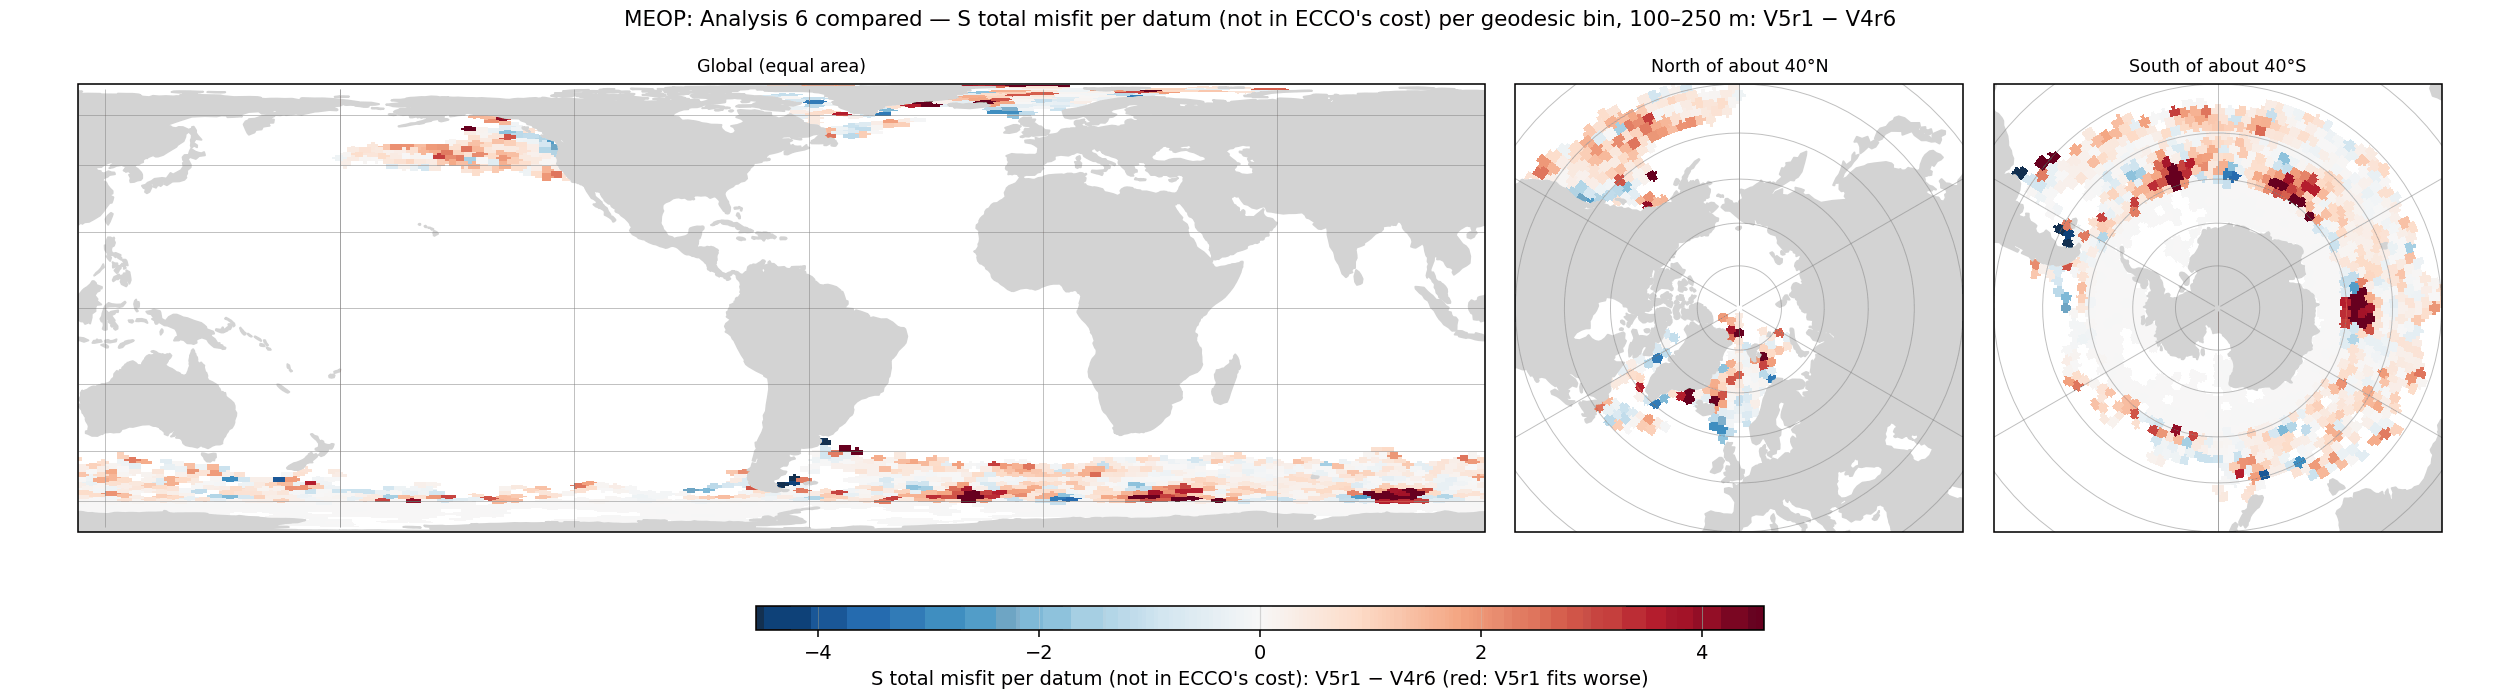 MEOP: Analysis 6 compared — S total misfit per datum (not in ECCO's cost) per geodesic bin, 100–250 m: V5r1 − V4r6
Global (equal area)
North of about 40°N
South of about 40°S
−4
−2
0
2
4
S total misfit per datum (not in ECCO's cost): V5r1 − V4r6 (red: V5r1 fits worse)